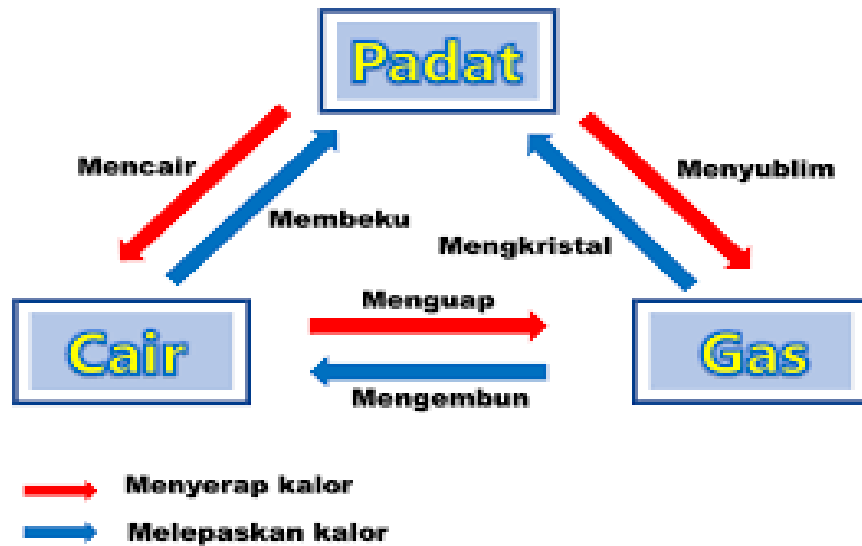 Padat
Mencair
Menyublim
Membeku
Mengkristal
Menguap
Cair
Gas
Mengembun
Menyerap kalor
Melepaskan kalor